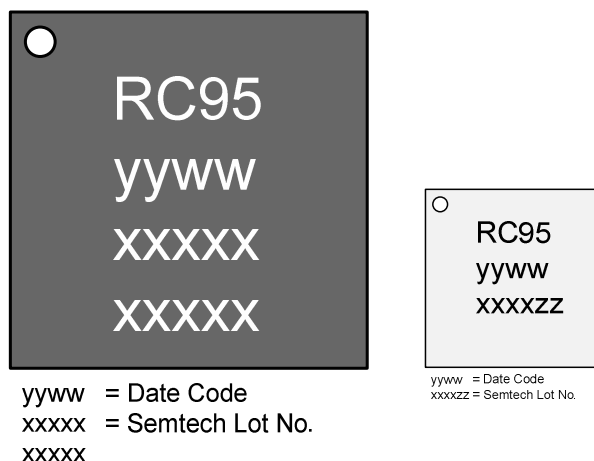 RC95
yyww
xxxxx
xxxxx
yyww = Date Code
xxxxx = Semtech Lot No.
xxxxx
RC95
yyww
xxxxzz
yyww = Date Code
xxxxzz = Semtech Lot No.